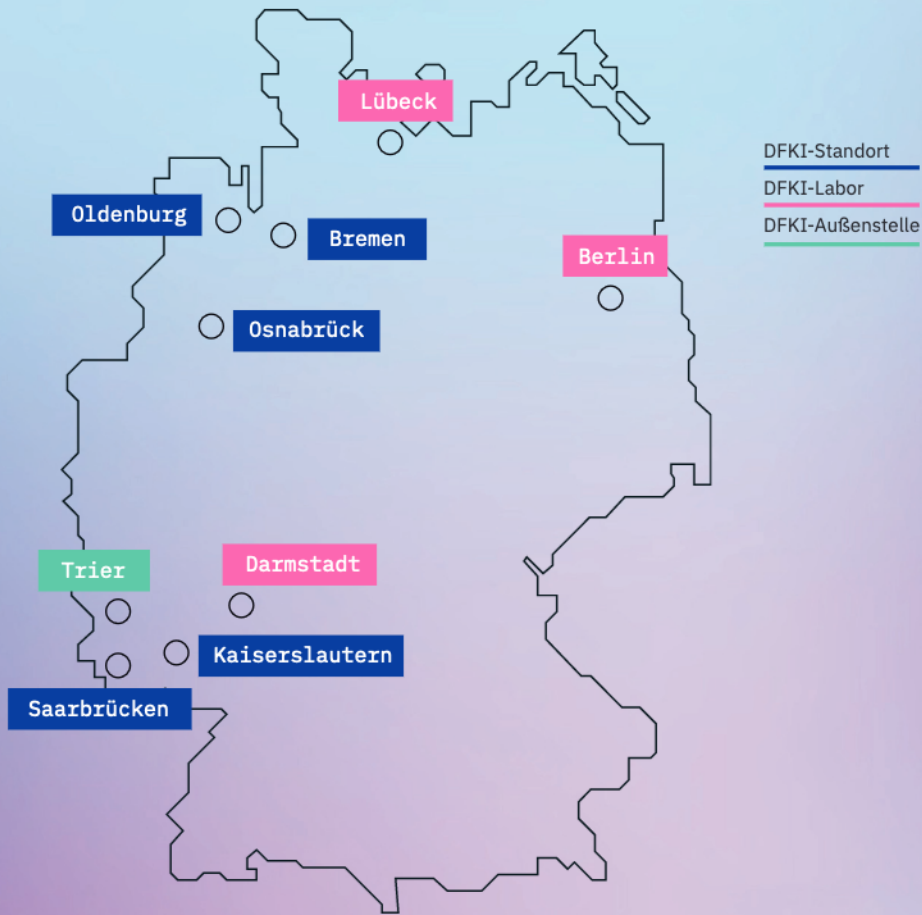 Lübeck
DFKI-Standort
DFKI-Labor
Oldenburg
DFKI-Außenstelle
Bremen
Berlin
Osnabrück
Trier
Darmstadt
Kaiserslautern
Saarbrücken